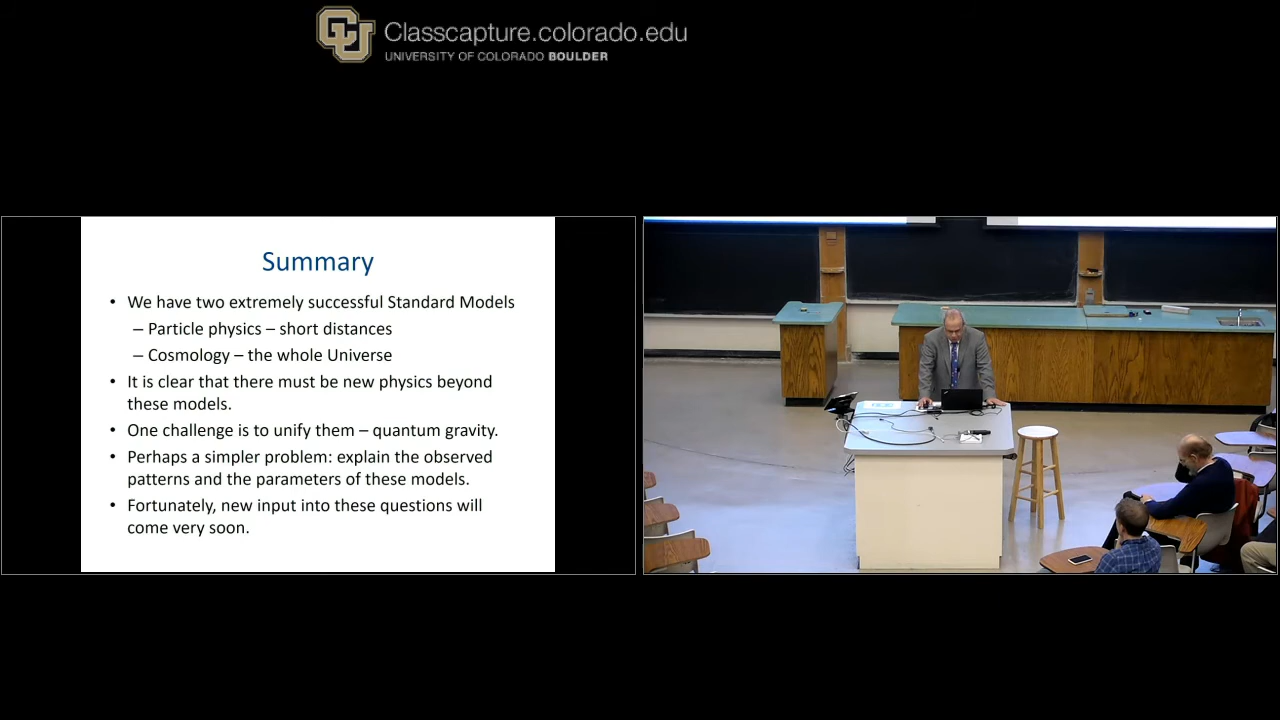 CU
Classcapture.colorado.edu
UNIVERSITY OF COLORADO BOULDER
Summary
• We have two extremely successful Standard Models
– Particle physics – short distances
– Cosmology – the whole Universe
• It is clear that there must be new physics beyond
these models.
• One challenge is to unify them – quantum gravity.
• Perhaps a simpler problem: explain the observed
patterns and the parameters of these models.
• Fortunately, new input into these questions will
come very soon.